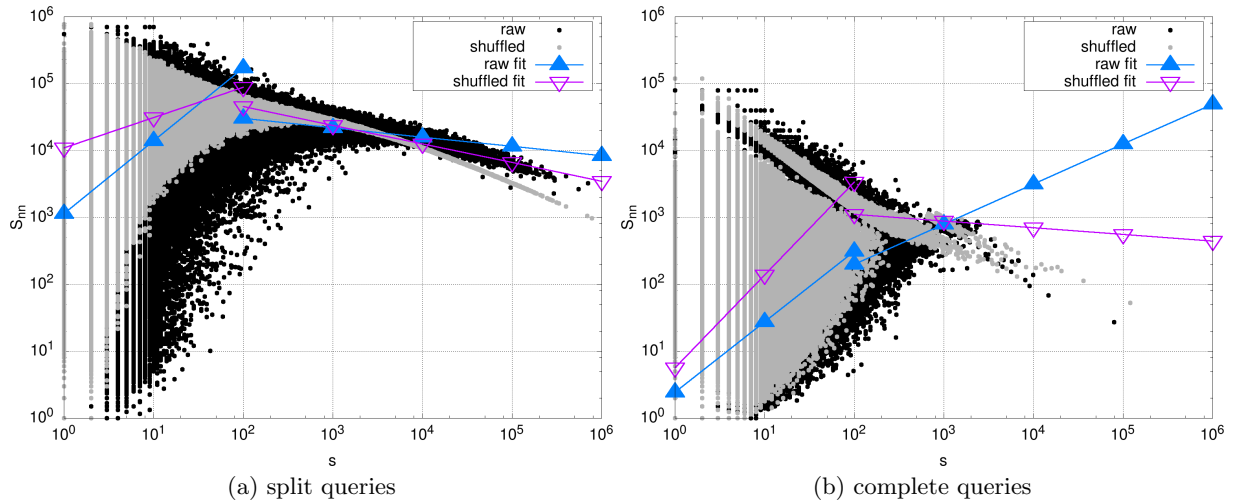 10^6
10^5
10^4
10^3
10^2
10^1
10^0
S_nn
raw
shuffled
raw fit
shuffled fit
10^0 10^1 10^2 10^3 10^4 10^5 10^6
s
(a) split queries
10^6
10^5
10^4
10^3
10^2
10^1
10^0
S_nn
raw
shuffled
raw fit
shuffled fit
10^0 10^1 10^2 10^3 10^4 10^5 10^6
s
(b) complete queries